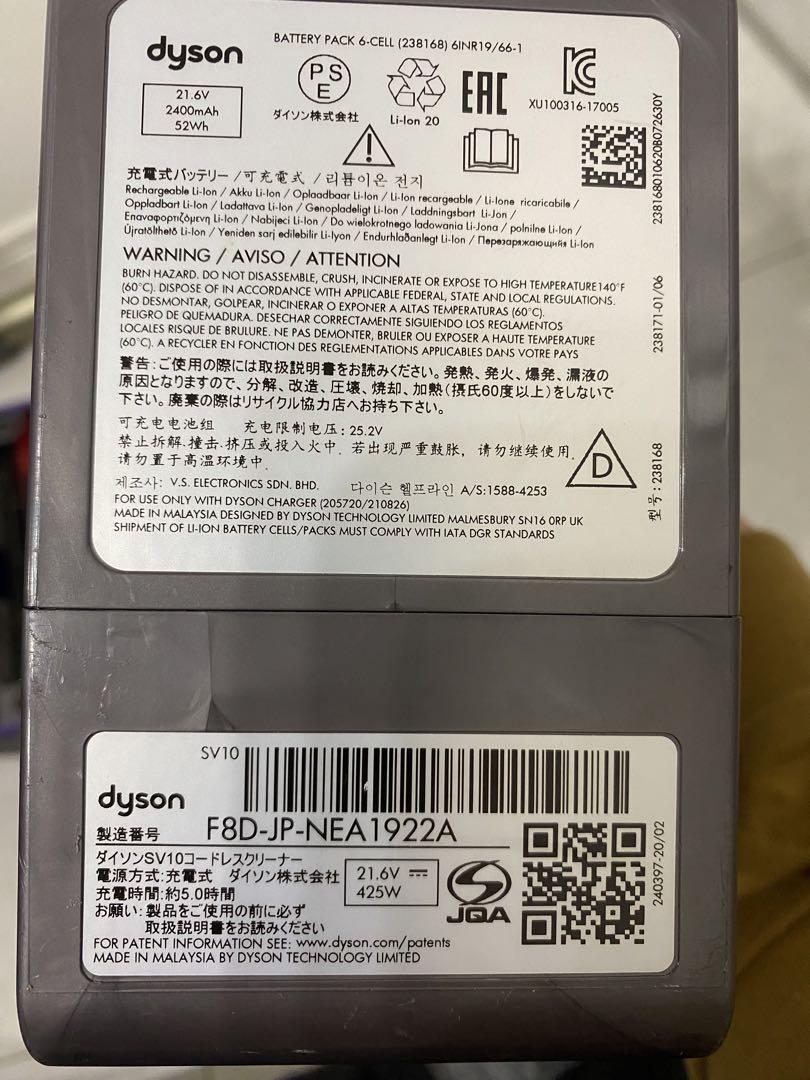 dyson
BATTERY PACK 6-CELL (238168) 6INR19/66-1
21.6V
2400mAh
52Wh
PS
E
ダイソン株式会社
Li-Ion 20
EAC
XU100316-17005
238168010620B072630Y
充電式バッテリー /可充電式 /리튬이온 전지
Rechargeable Li-Ion / Akku Li-Ion / Oplaadbaar Li-Ion / Li-Ion recargeable / Li-Ione ricaricabile /
Oppladbart Li-Ion / Ladattava Li-Ion / Genopladeligt Li-Ion / Laddningsbart Li-Jon /
Επαναφορτιζόμενη Li-Ion / Nabijeci Li-Ion / Do wielokrotnego ladowania Li-Jona / polnilne Li-Ion /
Újratölthető Li-Ion / Yeniden sarj edilebilir Li-Iyon / Endurhlaðanlegt Li-Ion / Перезаряжающийя Li-Ion
WARNING / AVISO / ATTENTION
BURN HAZARD. DO NOT DISASSEMBLE, CRUSH, INCINERATE OR EXPOSE TO HIGH TEMPERATURE140°F
(60°C). DISPOSE OF IN ACCORDANCE WITH APPLICABLE FEDERAL, STATE AND LOCAL REGULATIONS.
NO DESMONTAR, GOLPEAR, INCINERAR O EXPONER A ALTAS TEMPERATURAS (60°C).
PELIGRO DE QUEMADURA. DESECHAR CORRECTAMENTE SIGUIENDO LOS REGLAMENTOS
LOCALES RISQUE DE BRULURE. NE PAS DEMONTER, BRULER OU EXPOSER A HAUTE TEMPERATURE
(60°C). A RECYCLER EN FONCTION DES REGLEMENTATIONS APPLICABLES DANS VOTRE PAYS
238171-01/06
警告:ご使用の際には取扱説明書をお読みください。発熱、発火、爆発、漏液の
原因となりますので、分解、改造、圧壊、焼却、加熱(摂氏60度以上)をしないで
下さい。廃棄の際はリサイクル協力店へお持ち下さい。
可充电电池组 充电限制电压: 25.2V
禁止拆解.撞击.挤压或投入火中. 若出现严重鼓胀, 请勿继续使用.
请勿置于高温环境中.
D
型号: 238168
제조사: V.S. ELECTRONICS SDN. BHD. 다이슨 헬프라인 A/S:1588-4253
FOR USE ONLY WITH DYSON CHARGER (205720/210826)
MADE IN MALAYSIA DESIGNED BY DYSON TECHNOLOGY LIMITED MALMESBURY SN16 0RP UK
SHIPMENT OF LI-ION BATTERY CELLS/PACKS MUST COMPLY WITH IATA DGR STANDARDS
SV10
dyson
製造番号 F8D-JP-NEA1922A
ダイソンSV10コードレスクリーナー
電源方式:充電式 ダイソン株式会社
充電時間:約5.0時間
お願い:製品をご使用の前に必ず
取扱説明書をお読みください
21.6V
425W
JQA
240397-20/02
FOR PATENT INFORMATION SEE: www.dyson.com/patents
MADE IN MALAYSIA BY DYSON TECHNOLOGY LIMITED